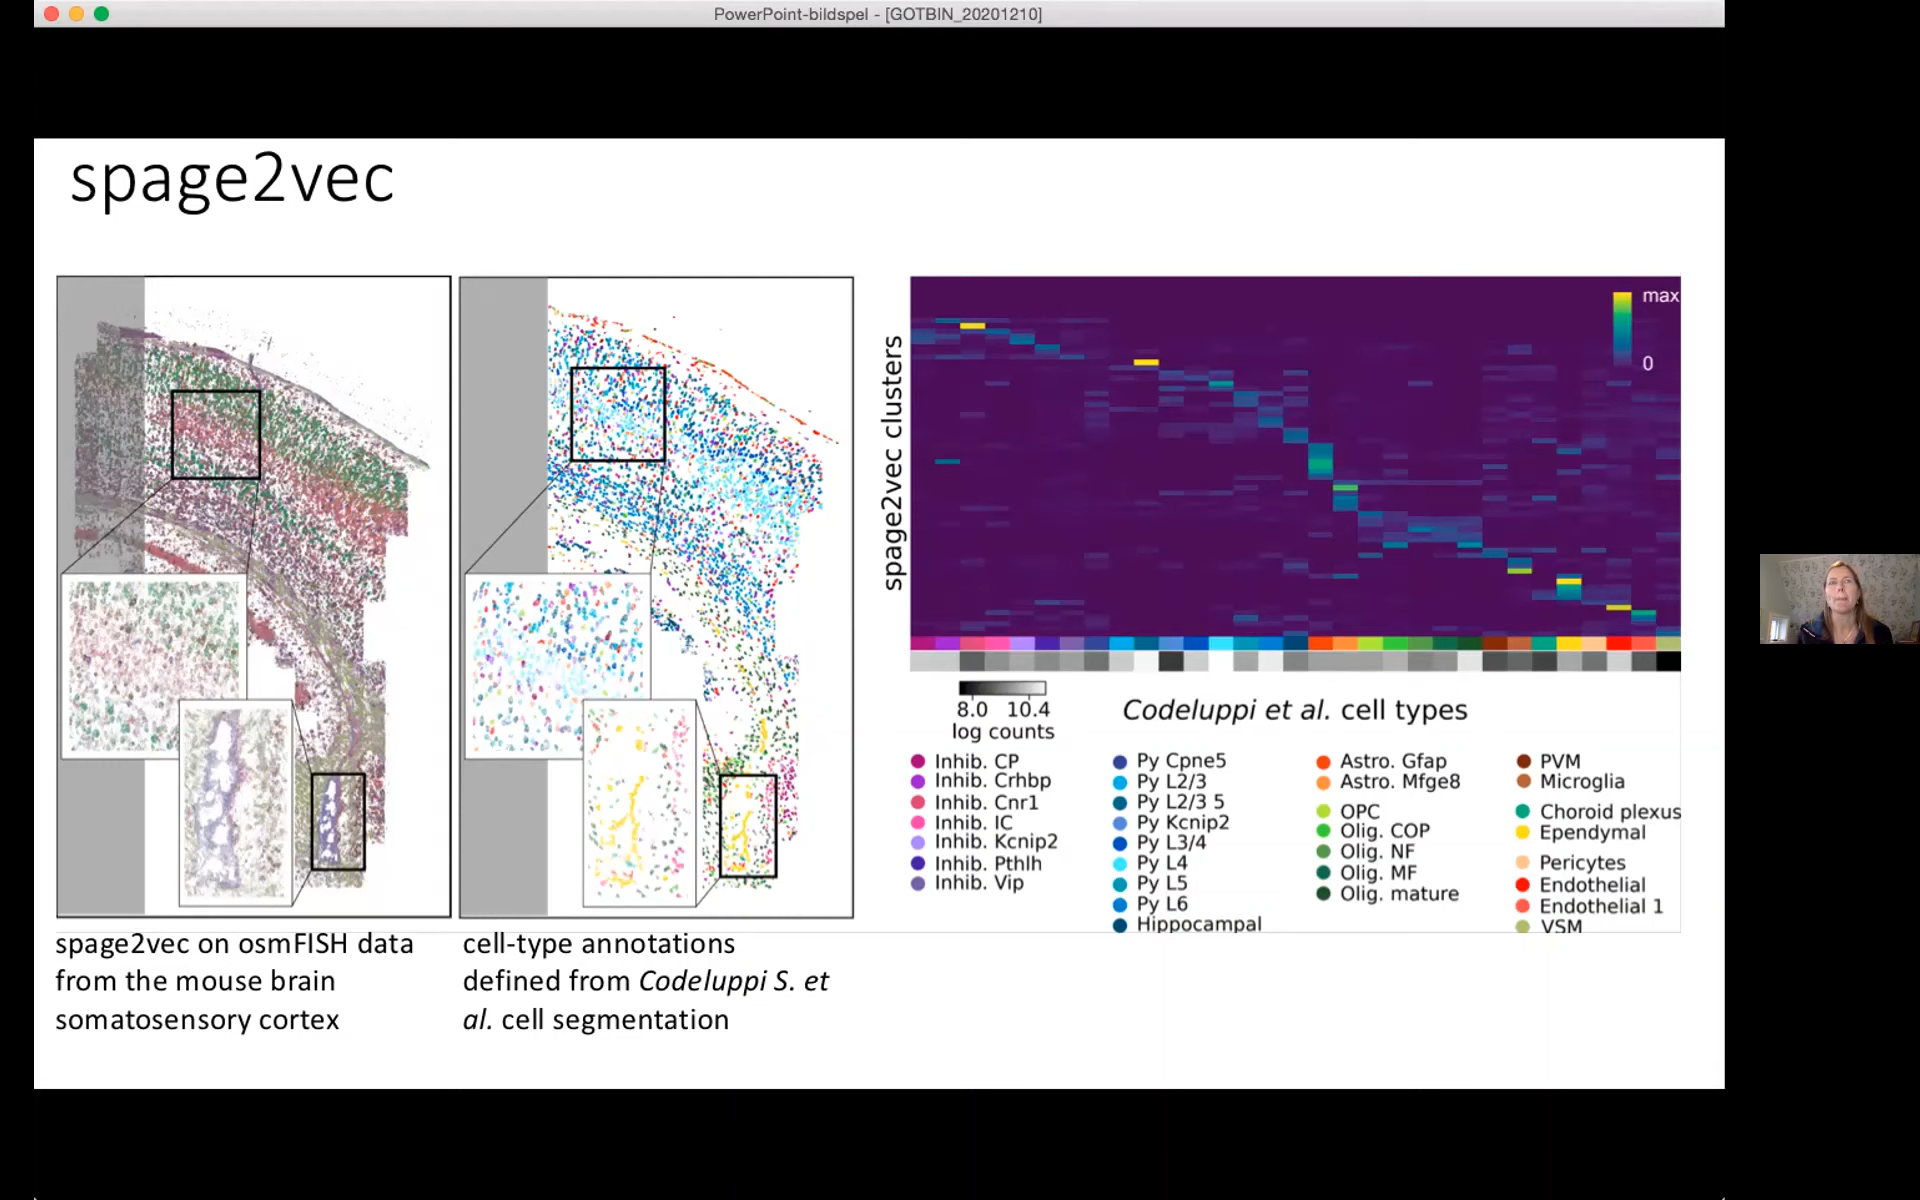 PowerPoint-bildspel - [GOTBIN_20201210]
spage2vec
spage2vec clusters
max
0
8.0 10.4
log counts
Codeluppi et al. cell types
Inhib. CP
Inhib. Crhbp
Inhib. Cnr1
Inhib. IC
Inhib. Kcnip2
Inhib. Pthlh
Inhib. Vip
Py Cpne5
Py L2/3
Py L2/3 5
Py Kcnip2
Py L3/4
Py L4
Py L5
Py L6
Hippocampal
Astro. Gfap
Astro. Mfge8
OPC
Olig. COP
Olig. NF
Olig. MF
Olig. mature
PVM
Microglia
Choroid plexus
Ependymal
Pericytes
Endothelial
Endothelial 1
VSM
spage2vec on osmFISH data
from the mouse brain
somatosensory cortex
cell-type annotations
defined from Codeluppi S. et
al. cell segmentation